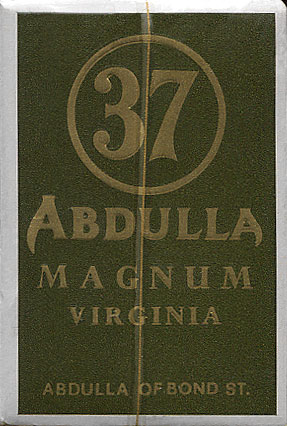 37
ABDULLA
MAGNUM
VIRGINIA
ABDULLA OF BOND ST.